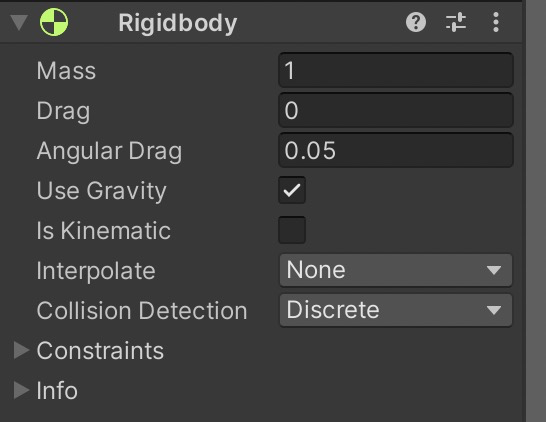 Rigidbody
Mass 1
Drag 0
Angular Drag 0.05
Use Gravity
Is Kinematic
Interpolate None
Collision Detection Discrete
Constraints
Info